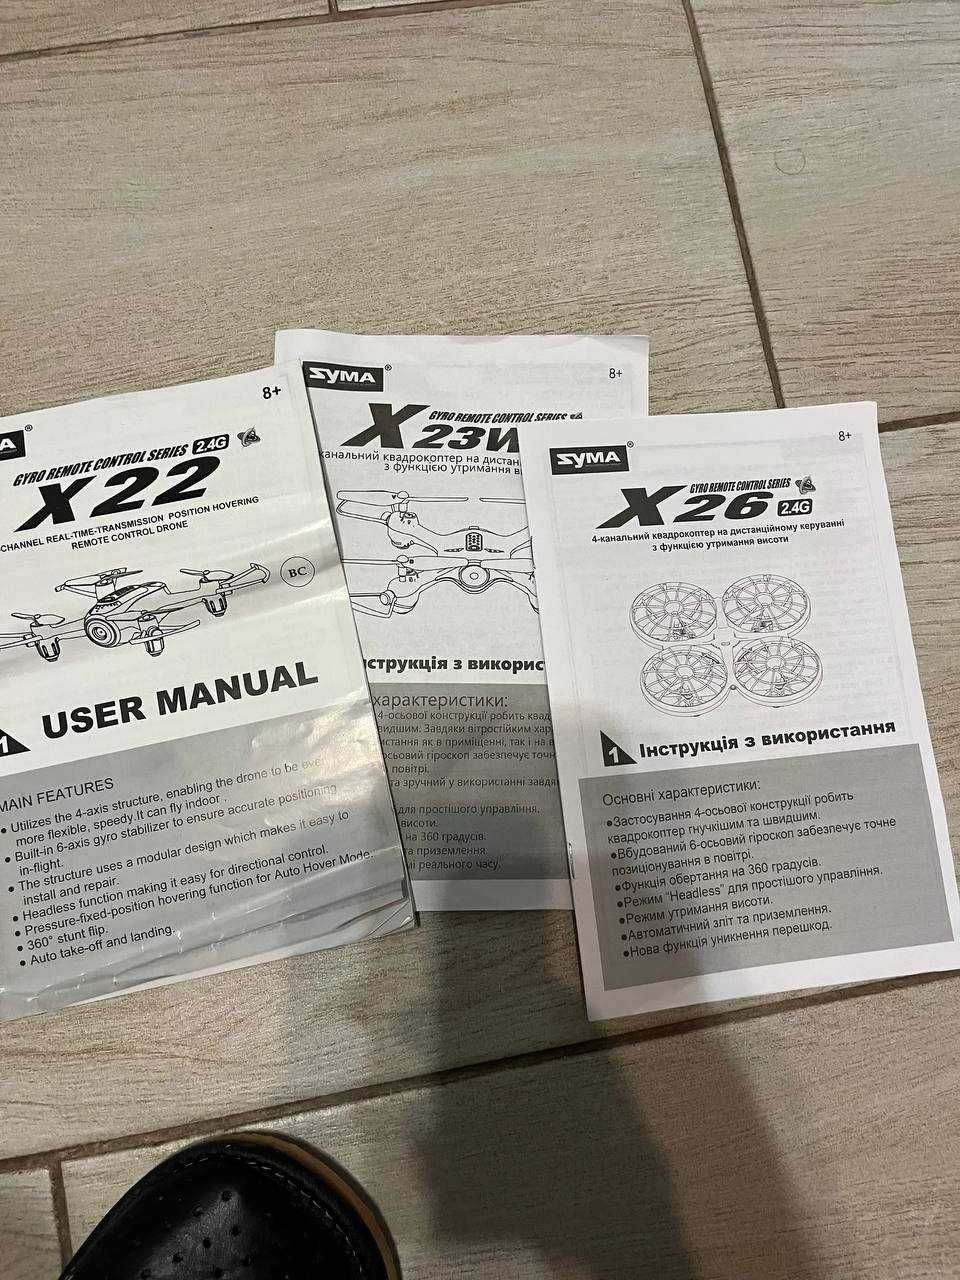 8+
GYRO REMOTE CONTROL SERIES 2.4G
X22
CHANNEL REAL-TIME-TRANSMISSION POSITION HOVERING
REMOTE CONTROL DRONE
BC
1 USER MANUAL
MAIN FEATURES
• Utilizes the 4-axis structure, enabling the drone to be ever
more flexible, speedy.It can fly indoor .
• Built-in 6-axis gyro stabilizer to ensure accurate positioning
in-flight.
• The structure uses a modular design which makes it easy to
install and repair.
• Headless function making it easy for directional control.
• Pressure-fixed-position hovering function for Auto Hover Mode.
• 360° stunt flip.
• Auto take-off and landing.
SYMA®
8+
GYRO REMOTE CONTROL SERIES
X23W
канальний квадрокоптер на дистан
з функцією утримання
струкція з викорис
характеристики:
4-осьової конструкції робить квад
видшим. Завдяки вітростійким хар
истання як в приміщенні, так і на в
осьовий гіроскоп забезпечує точн
повітрі.
та зручний у використанні завдя
для простішого управління.
висоти.
на 360 градусів.
та приземлення.
мі реального часу.
SYMA®
8+
GYRO REMOTE CONTROL SERIES
X26 2.4G
4-канальний квадрокоптер на дистанційному керуванні
з функцією утримання висоти
1 Інструкція з використання
Основні характеристики:
•Застосування 4-осьової конструкції робить
квадрокоптер гнучкішим та швидшим.
•Вбудований 6-осьовий гіроскоп забезпечує точне
позиціонування в повітрі.
•Функція обертання на 360 градусів.
•Режим "Headless" для простішого управління.
•Режим утримання висоти.
•Автоматичний зліт та приземлення.
•Нова функція уникнення перешкод.